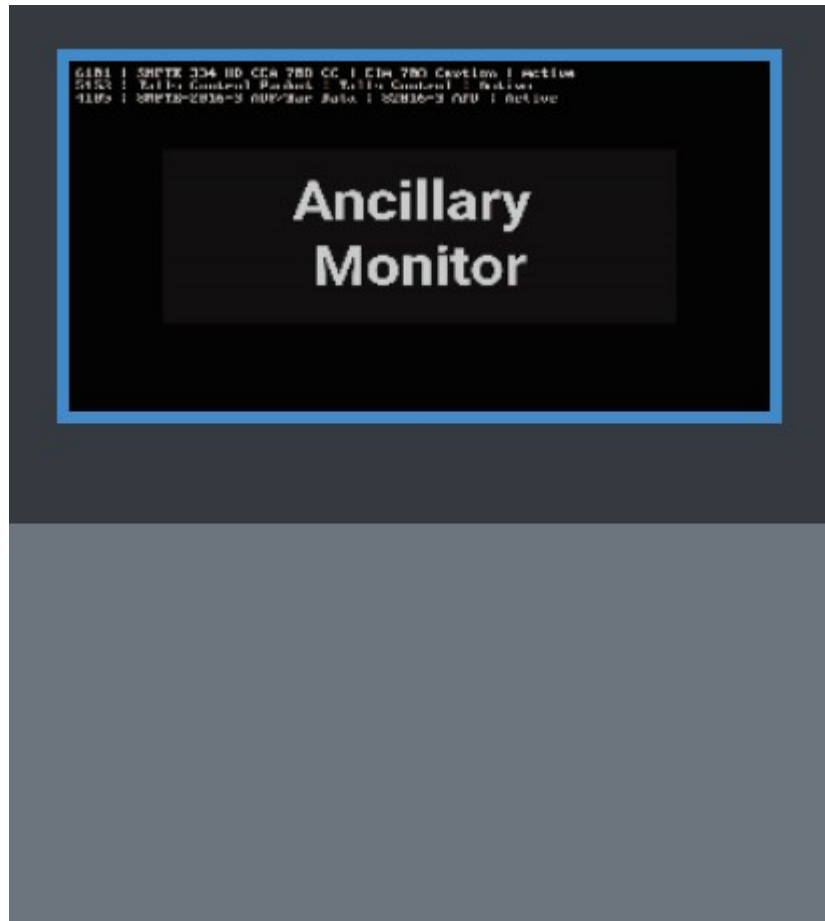 6101 | SMPTE 334 HD CEA 708 CC | EIA 708 Caption | Active
Tally Control Packet | Tally Control | Active
4105 | SMPTE-2016-3 AFD/Bar Data | S2016-3 AFD | Active
Ancillary
Monitor